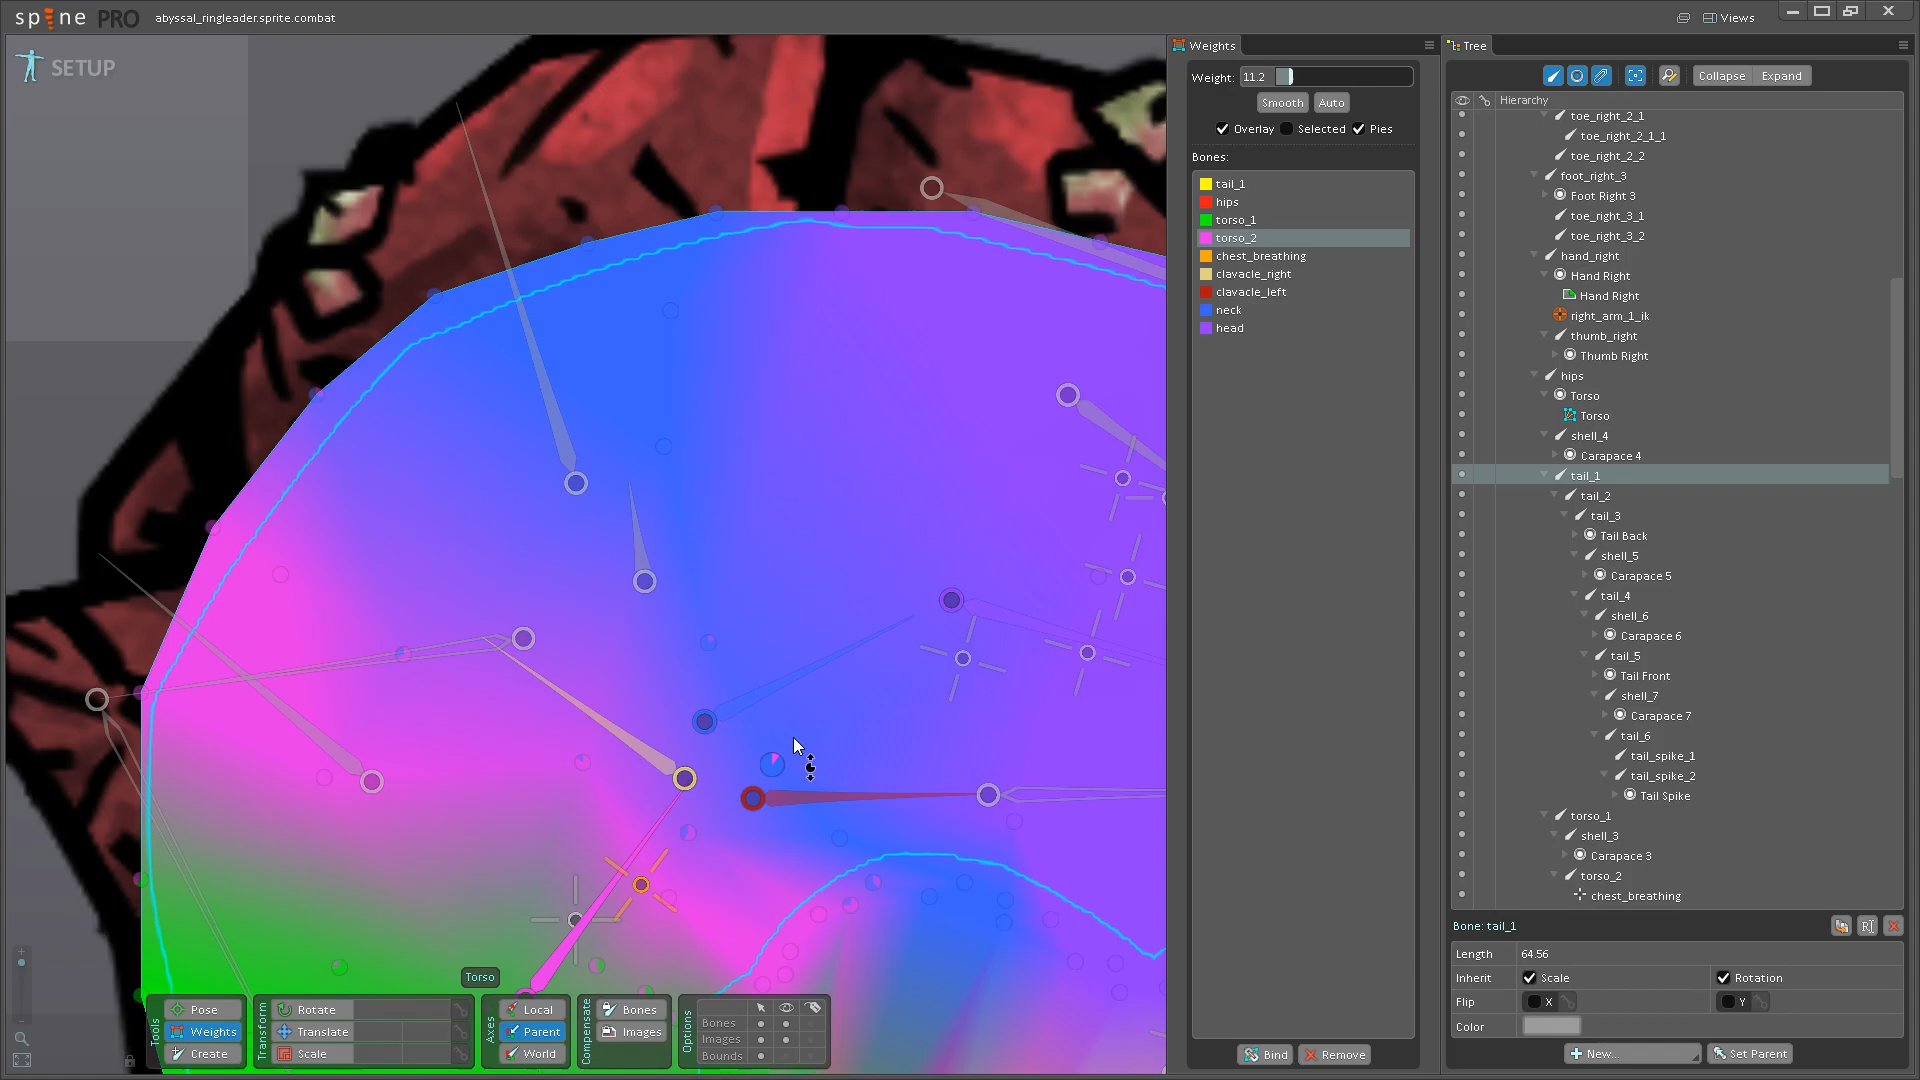 spine PRO abyssal_ringleader.sprite.combat
Views
SETUP
Weights
Weight: 11.2
Smooth Auto
Overlay Selected Pies
Bones:
tail_1
hips
torso_1
torso_2
chest_breathing
clavacle_right
clavacle_left
neck
head
Bind Remove
Tree
Collapse Expand
Hierarchy
toe_right_2_1
toe_right_2_1_1
toe_right_2_2
foot_right_3
Foot Right 3
toe_right_3_1
toe_right_3_2
hand_right
Hand Right
Hand Right
right_arm_1_ik
thumb_right
Thumb Right
hips
Torso
Torso
shell_4
Carapace 4
tail_1
tail_2
tail_3
Tail Back
shell_5
Carapace 5
tail_4
shell_6
Carapace 6
tail_5
Tail Front
shell_7
Carapace 7
tail_6
tail_spike_1
tail_spike_2
Tail Spike
torso_1
shell_3
Carapace 3
torso_2
chest_breathing
Bone: tail_1
Length 64.56
Inherit Scale Rotation
Flip X Y
Color
New... Set Parent
Torso
Tools
Pose
Weights
Create
Transform
Rotate
Translate
Scale
Axes
Local
Parent
World
Compensate
Bones
Images
Options
Bones
Images
Bounds